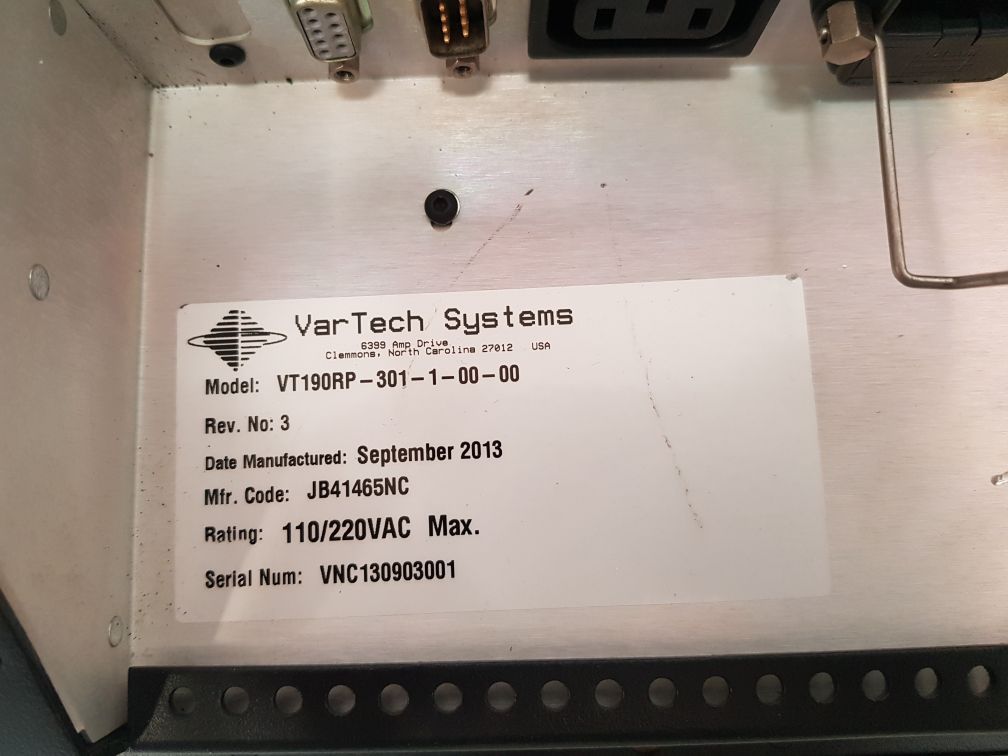 VarTech Systems
6399 Amp Drive
Clemmons, North Carolina 27012 USA
Model: VT190RP-301-1-00-00
Rev. No: 3
Date Manufactured: September 2013
Mfr. Code: JB41465NC
Rating: 110/220VAC Max.
Serial Num: VNC130903001